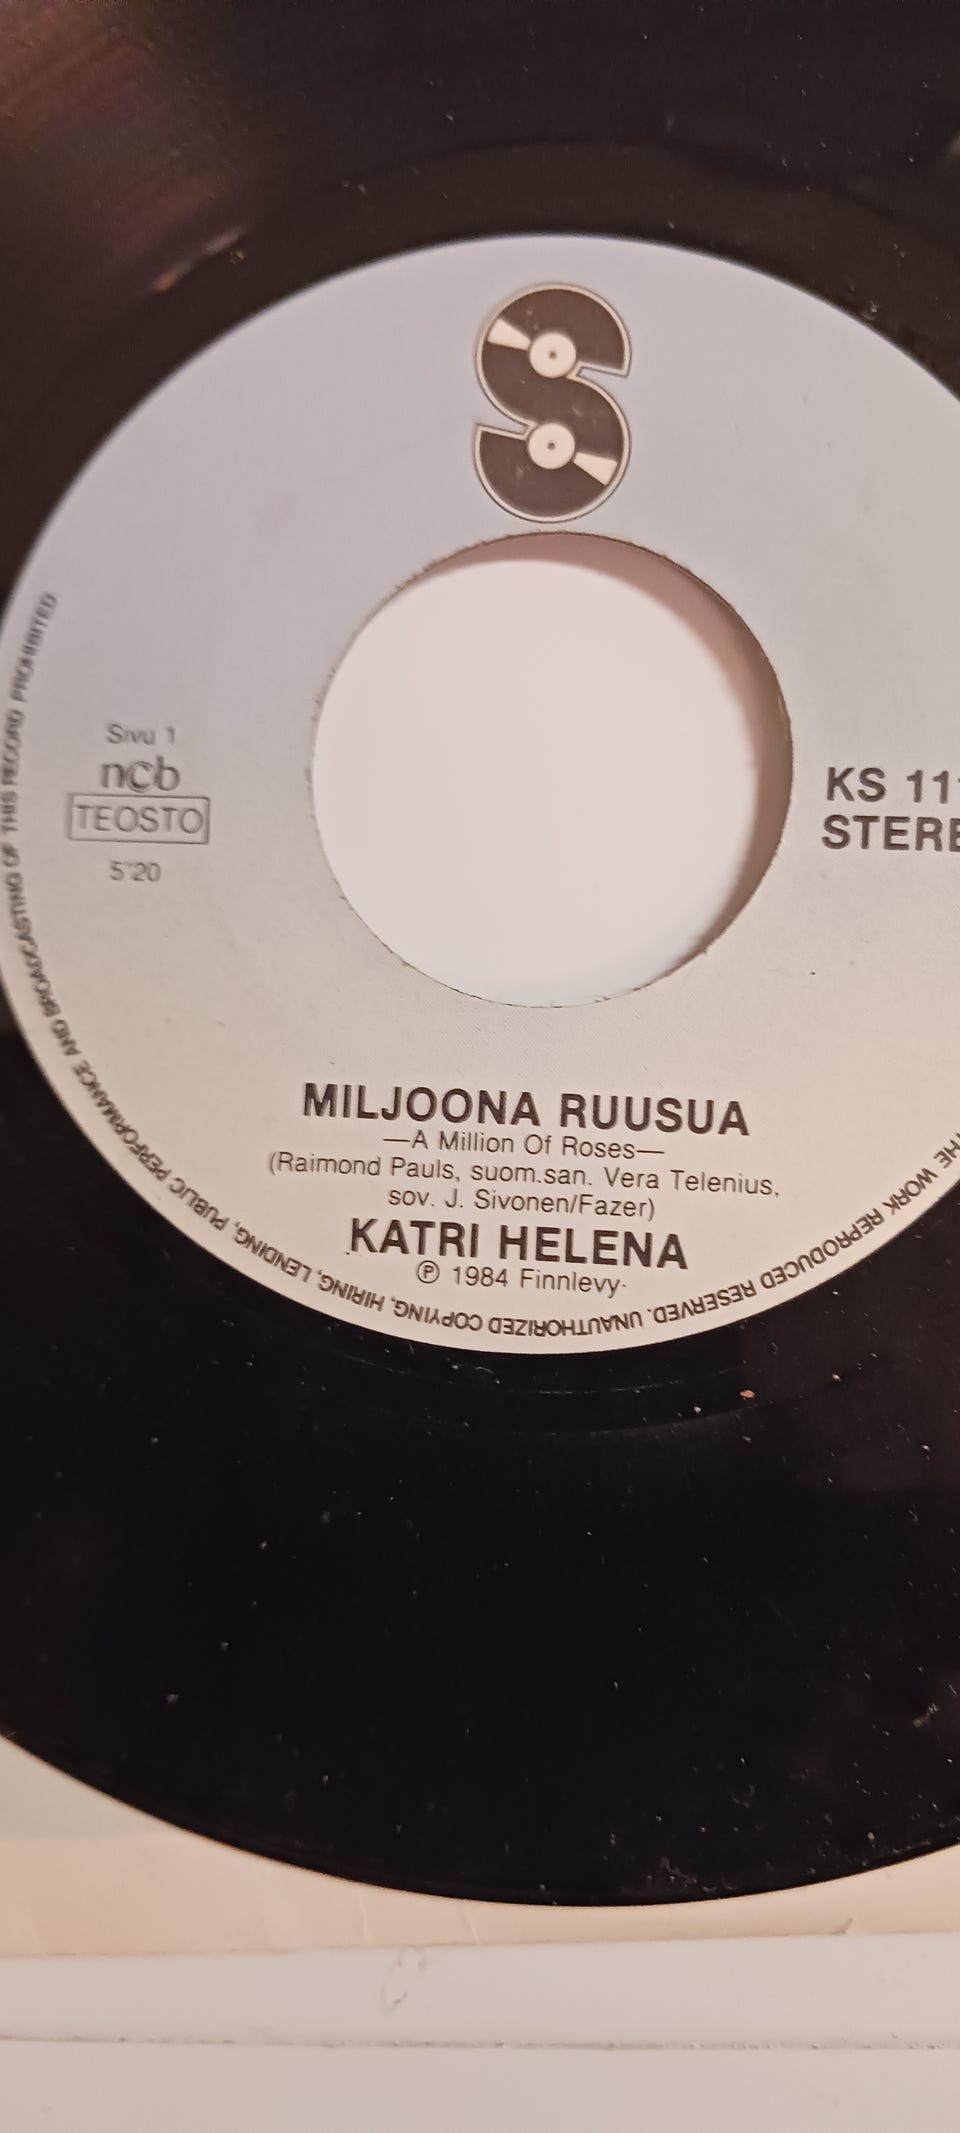 S
Sivu 1
ncb
TEOSTO
5'20
KS 11
STERE
MILJOONA RUUSUA
—A Million Of Roses—
(Raimond Pauls, suom.san. Vera Telenius,
sov. J. Sivonen/Fazer)
KATRI HELENA
Ⓟ 1984 Finnlevy
THE WORK REPRODUCED RESERVED. UNAUTHORIZED COPYING, HIRING, LENDING, PUBLIC PERFORMANCE AND BROADCASTING OF THIS RECORD PROHIBITED